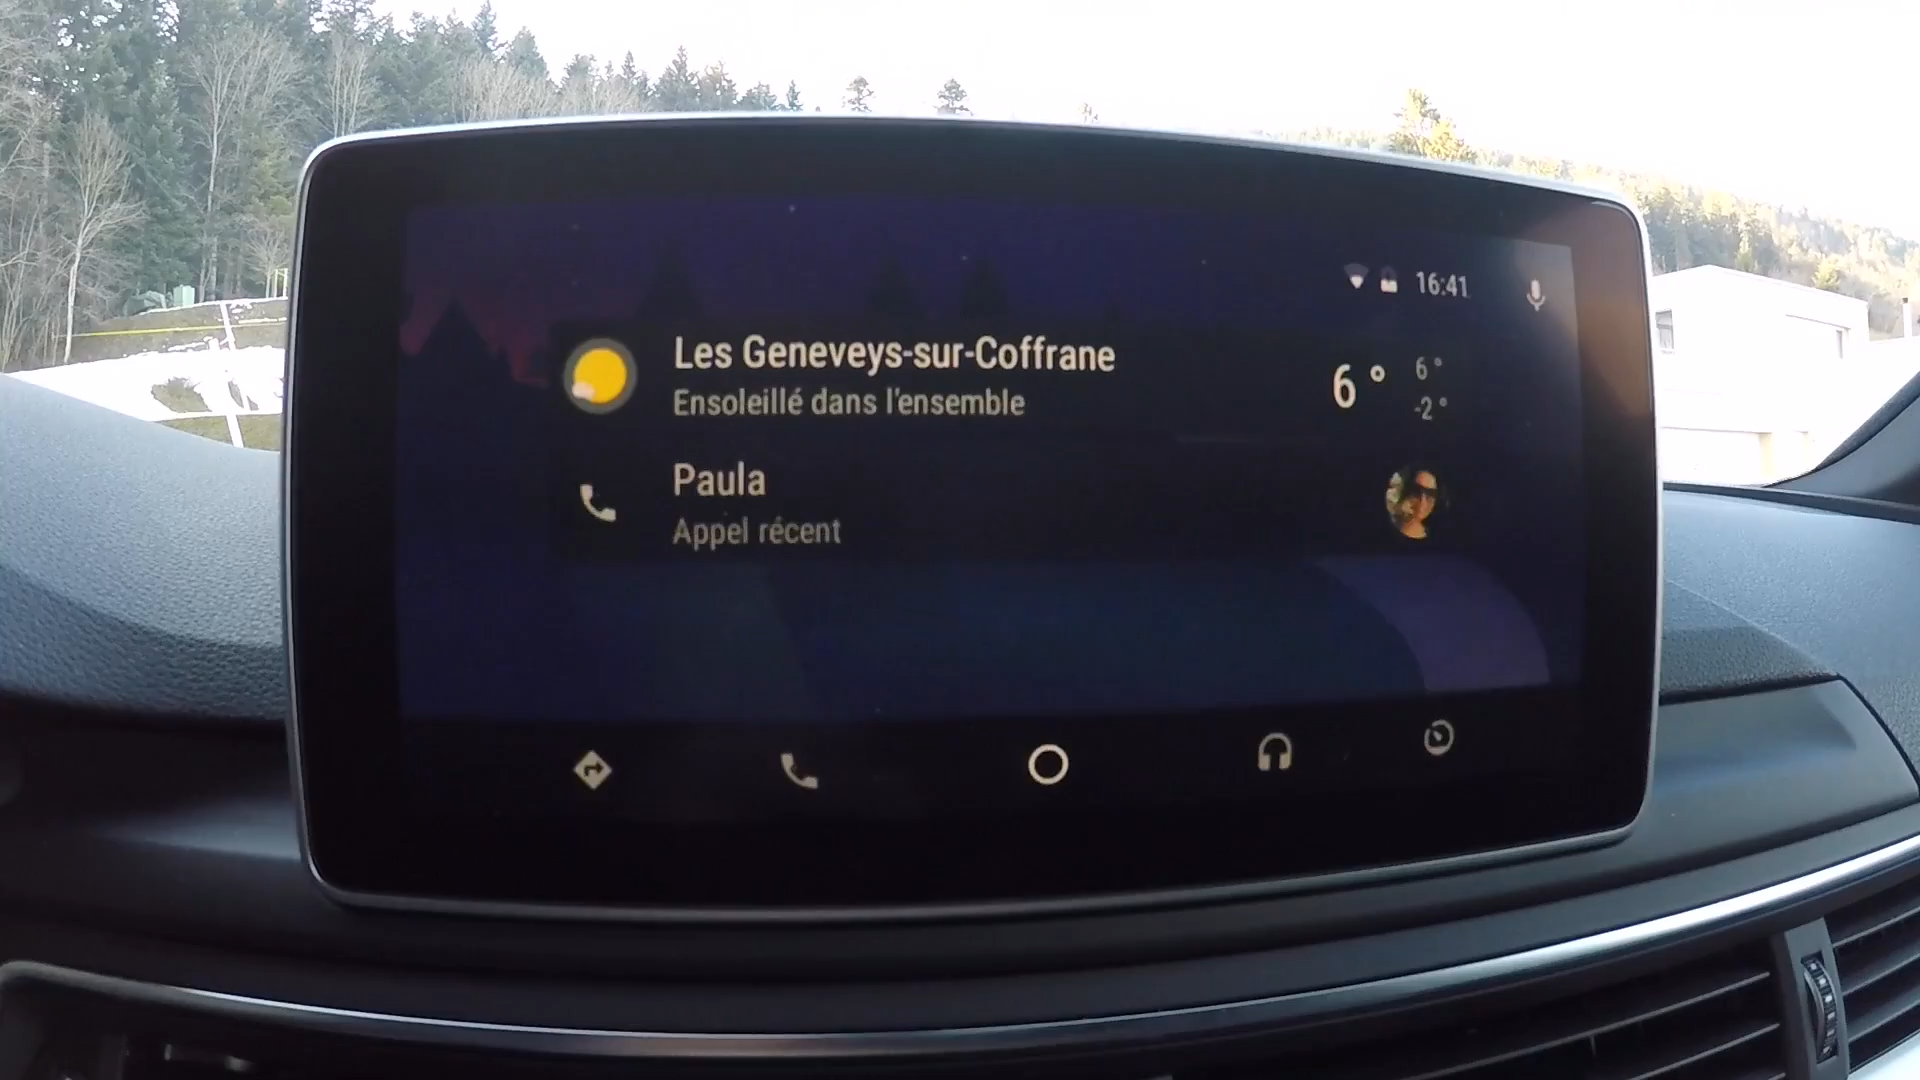 16:41
Les Geneveys-sur-Coffrane
Ensoleillé dans l'ensemble
6 °
6 °
-2 °
Paula
Appel récent